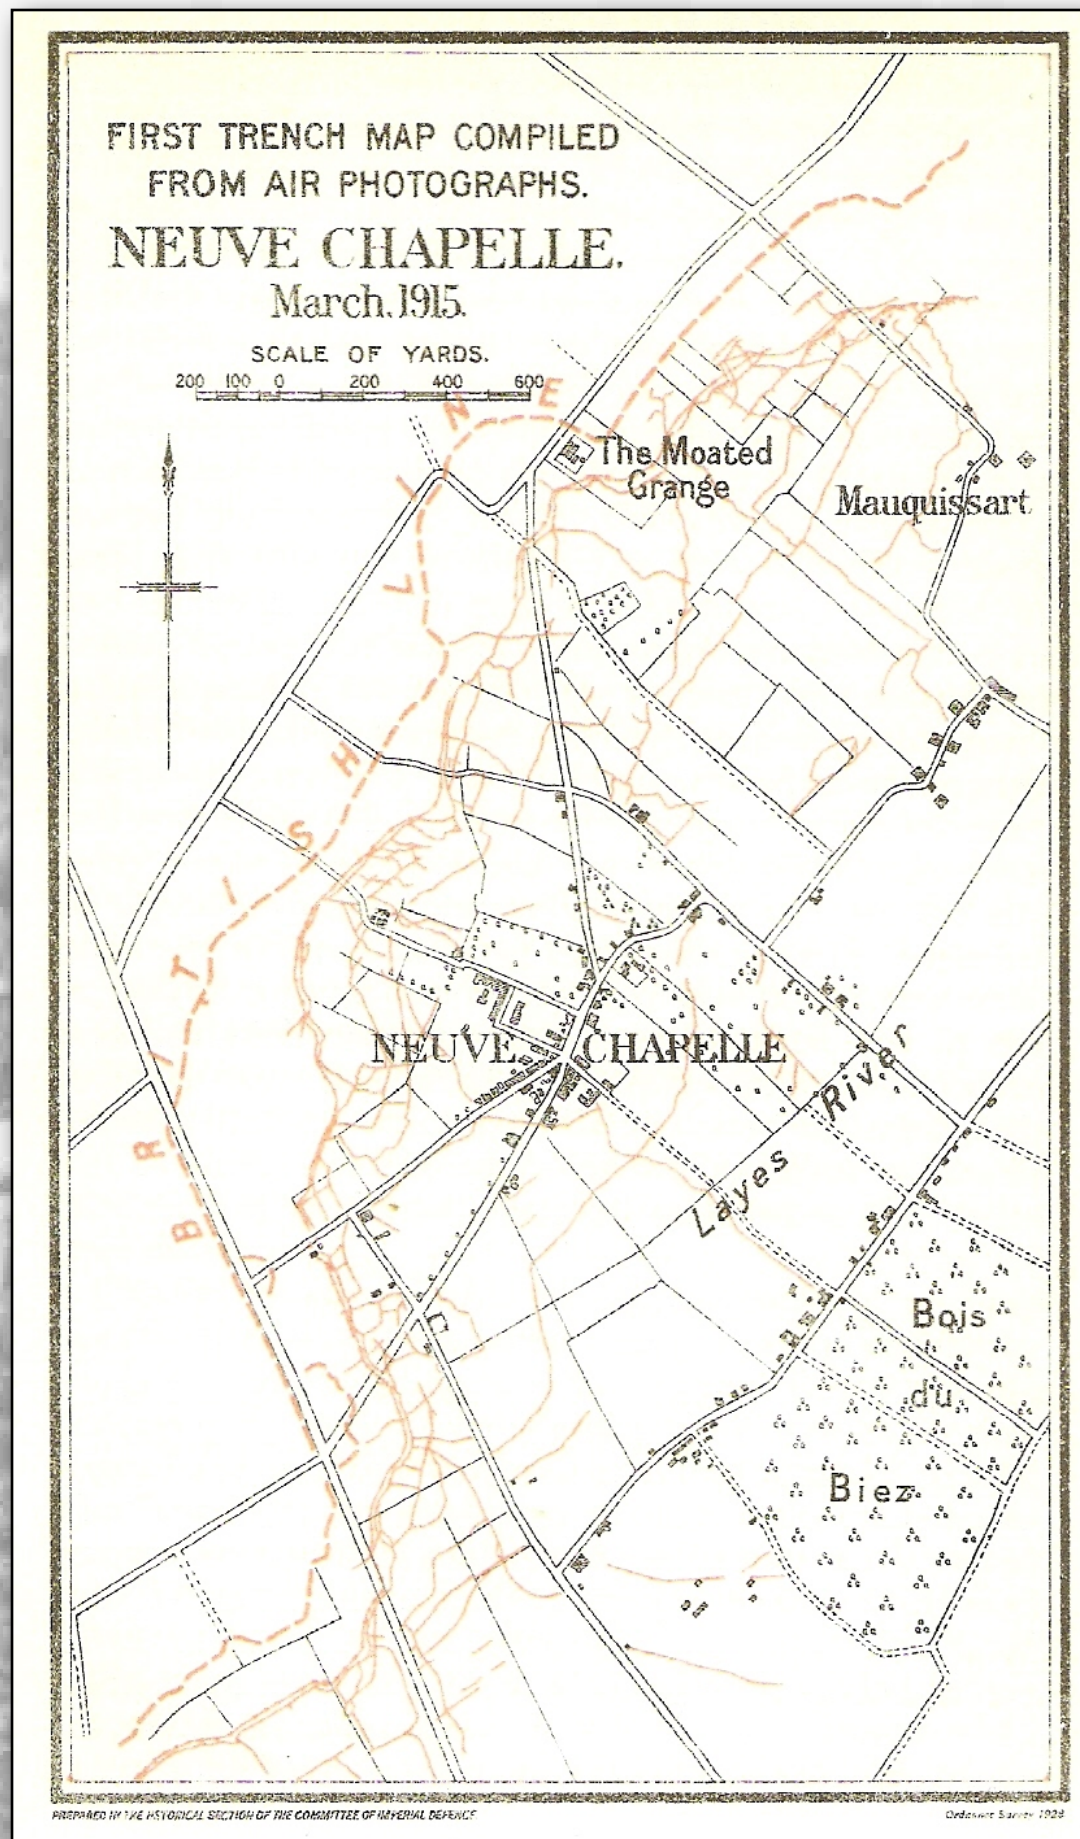 FIRST TRENCH MAP COMPILED
FROM AIR PHOTOGRAPHS.
NEUVE CHAPELLE.
March, 1915.
SCALE OF YARDS.
200 100 0 200 400 600
BRITISH LINE
The Moated
Grange
Mauquissart
NEUVE CHAPELLE
Layes River
Bois
du
Biez
PREPARED IN THE HISTORICAL SECTION OF THE COMMITTEE OF IMPERIAL DEFENCE
Ordnance Survey 1928